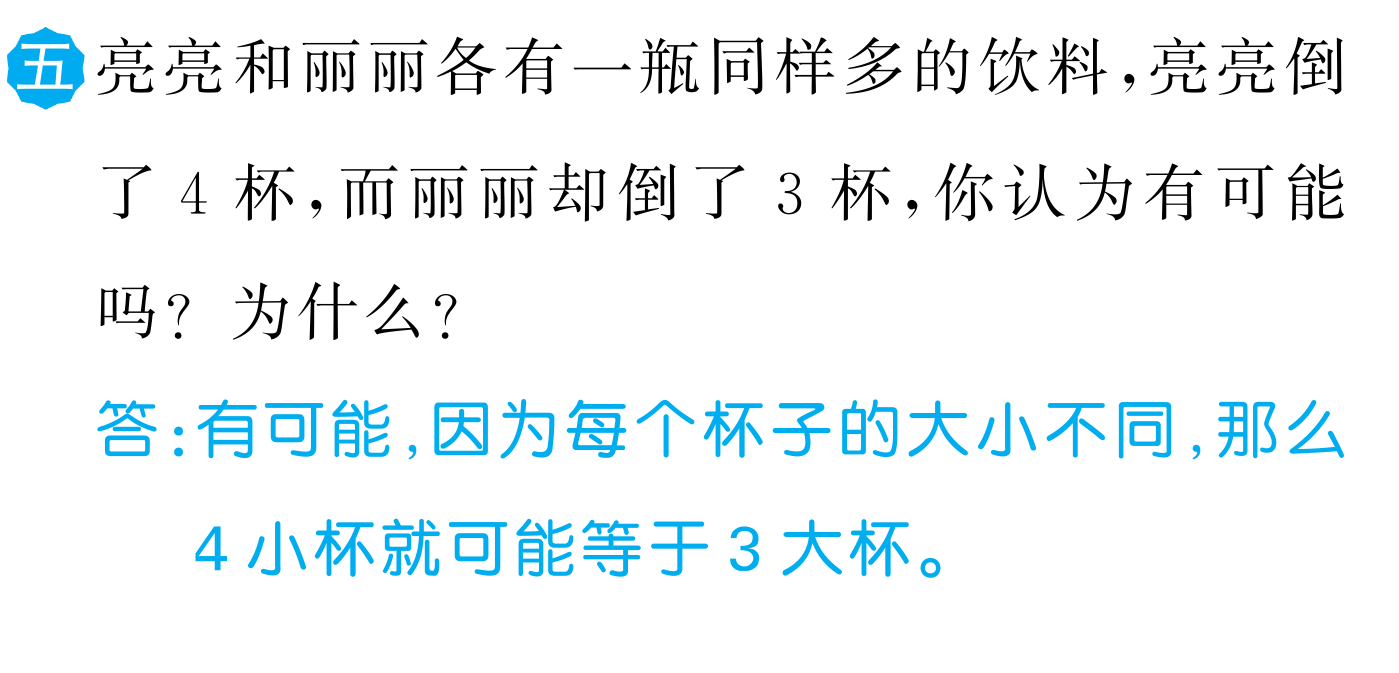 五 亮亮和丽丽各有一瓶同样多的饮料,亮亮倒
了 4 杯,而丽丽却倒了 3 杯,你认为有可能
吗? 为什么?
答:有可能,因为每个杯子的大小不同,那么
4 小杯就可能等于 3 大杯。